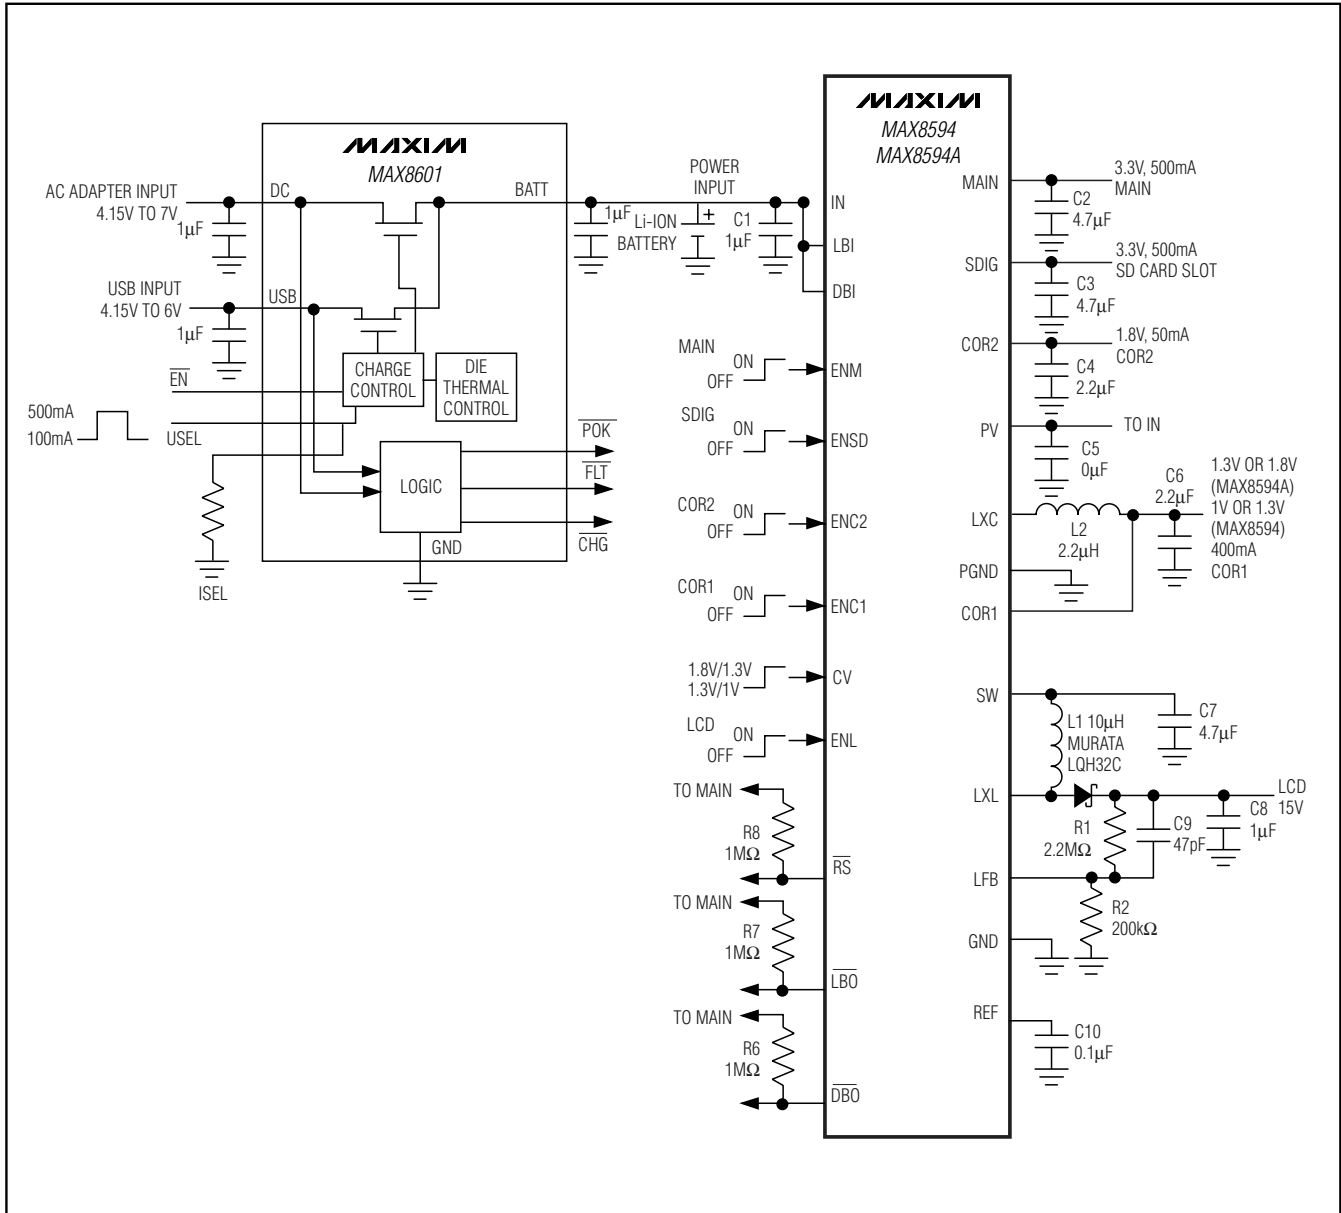 MAXIM
MAX8601
AC ADAPTER INPUT
4.15V TO 7V
1µF
DC
BATT
USB INPUT
4.15V TO 6V
1µF
USB
EN
500mA
100mA
USEL
ISEL
CHARGE
CONTROL
DIE
THERMAL
CONTROL
LOGIC
GND
POK
FLT
CHG
1µF
Li-ION
BATTERY
+
POWER
INPUT
C1
1µF
MAXIM
MAX8594
MAX8594A
IN
LBI
DBI
MAIN
ON
OFF
ENM
SDIG
ON
OFF
ENSD
COR2
ON
OFF
ENC2
COR1
ON
OFF
ENC1
1.8V/1.3V
1.3V/1V
CV
LCD
ON
OFF
ENL
TO MAIN
R8
1MΩ
RS
TO MAIN
R7
1MΩ
LBO
TO MAIN
R6
1MΩ
DBO
MAIN
3.3V, 500mA
MAIN
C2
4.7µF
SDIG
3.3V, 500mA
SD CARD SLOT
C3
4.7µF
COR2
1.8V, 50mA
COR2
C4
2.2µF
PV
TO IN
C5
0µF
LXC
L2
2.2µH
C6
2.2µF
1.3V OR 1.8V
(MAX8594A)
1V OR 1.3V
(MAX8594)
400mA
COR1
PGND
COR1
SW
L1 10µH
MURATA
LQH32C
C7
4.7µF
LXL
LCD
15V
R1
2.2MΩ
C9
47pF
C8
1µF
LFB
R2
200kΩ
GND
REF
C10
0.1µF